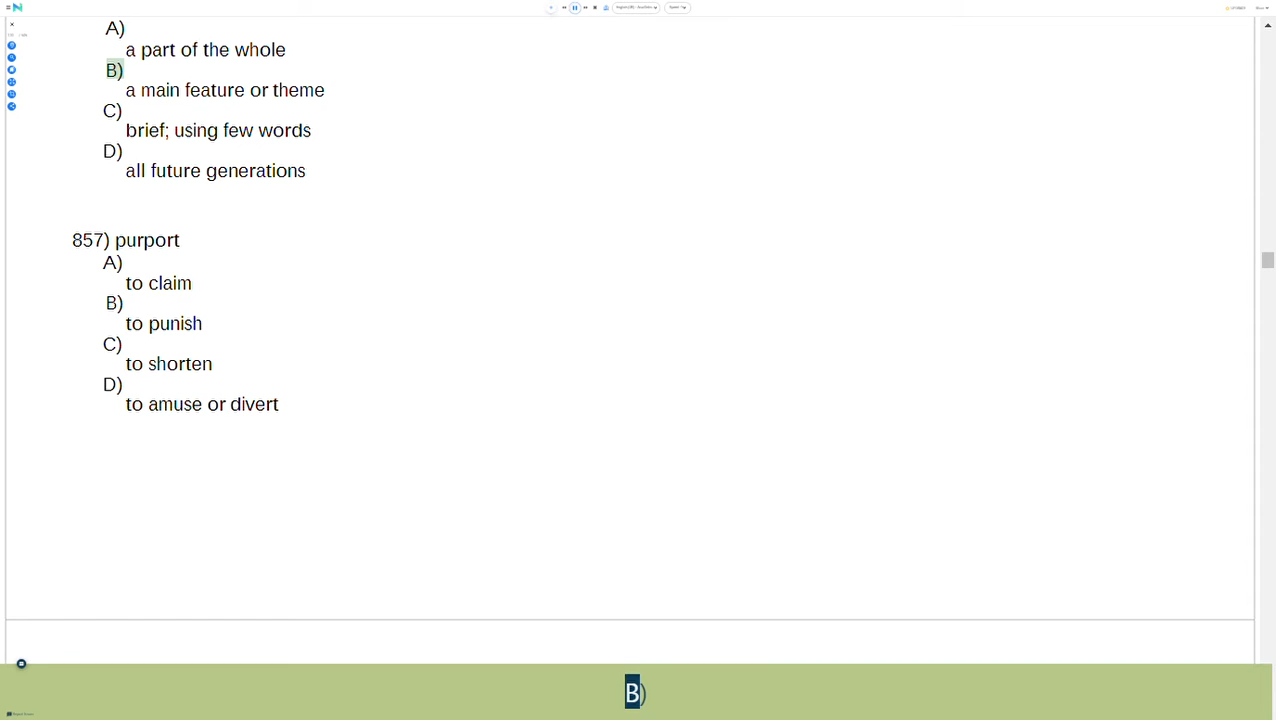 A)
a part of the whole
B)
a main feature or theme
C)
brief; using few words
D)
all future generations
857) purport
A)
to claim
B)
to punish
C)
to shorten
D)
to amuse or divert
B)